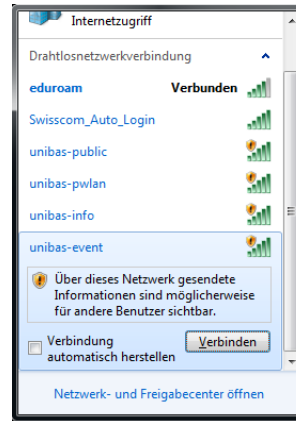 Internetzugriff
Drahtlosnetzwerkverbindung
eduroam Verbunden
Swisscom_Auto_Login
unibas-public
unibas-pwlan
unibas-info
unibas-event
Über dieses Netzwerk gesendete
Informationen sind möglicherweise
für andere Benutzer sichtbar.
Verbindung
automatisch herstellen
Verbinden
Netzwerk- und Freigabecenter öffnen